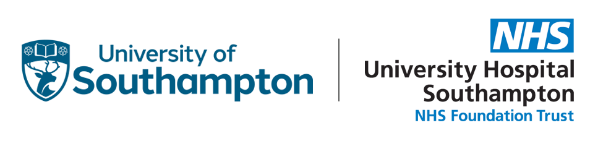 University of
Southampton
NHS
University Hospital
Southampton
NHS Foundation Trust